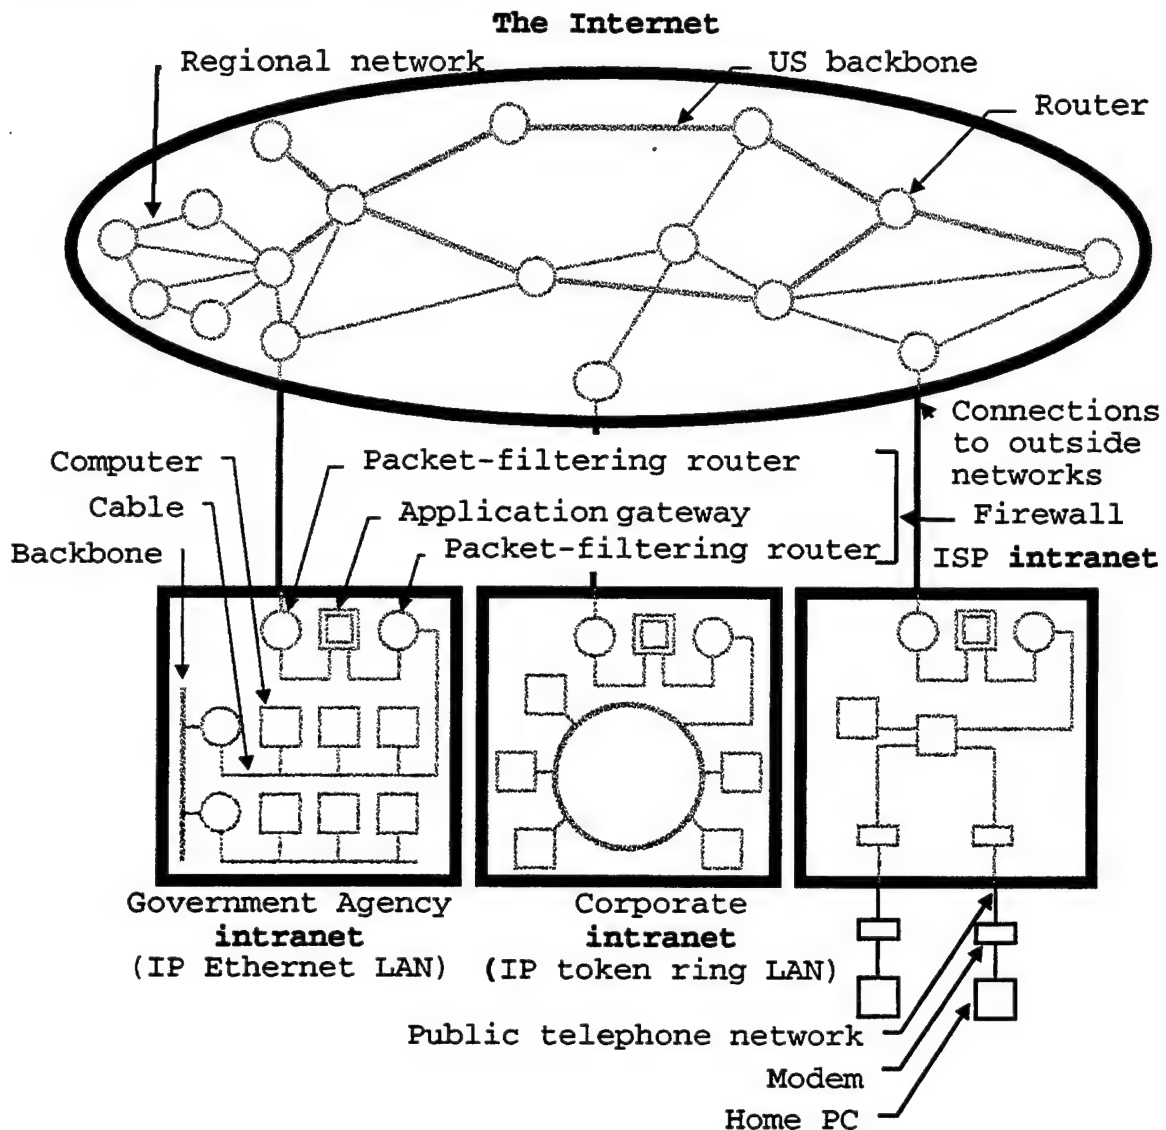 The Internet
Regional network
US backbone
Router
Connections
to outside
networks
Computer
Packet-filtering router
Cable
Application gateway
Firewall
Backbone
Packet-filtering router
ISP intranet
Government Agency
intranet
(IP Ethernet LAN)
Corporate
intranet
(IP token ring LAN)
Public telephone network
Modem
Home PC